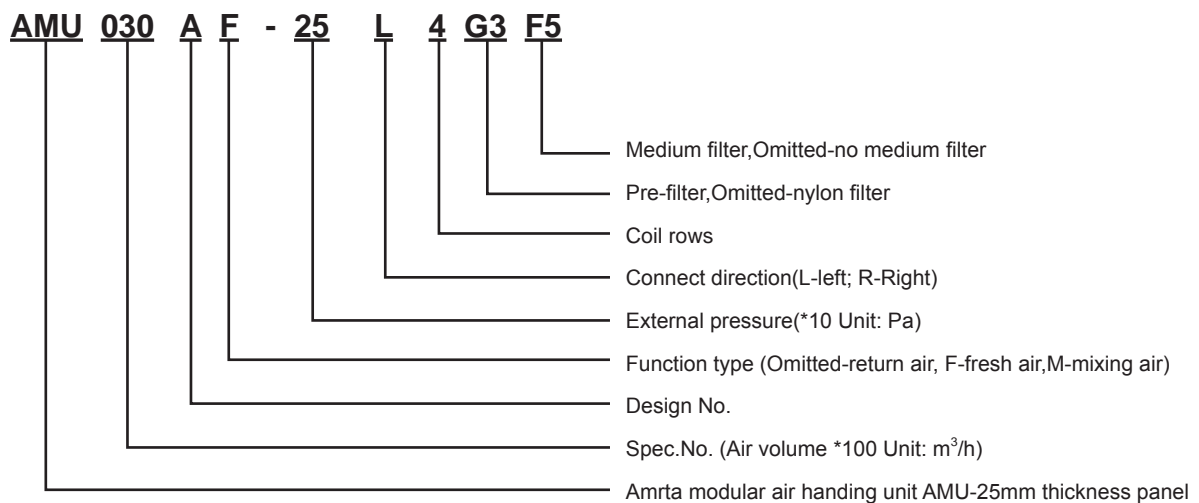 AMU 030 A F - 25 L 4 G3 F5
Medium filter,Omitted-no medium filter
Pre-filter,Omitted-nylon filter
Coil rows
Connect direction(L-left; R-Right)
External pressure(*10 Unit: Pa)
Function type (Omitted-return air, F-fresh air,M-mixing air)
Design No.
Spec.No. (Air volume *100 Unit: m³/h)
Amrta modular air handing unit AMU-25mm thickness panel